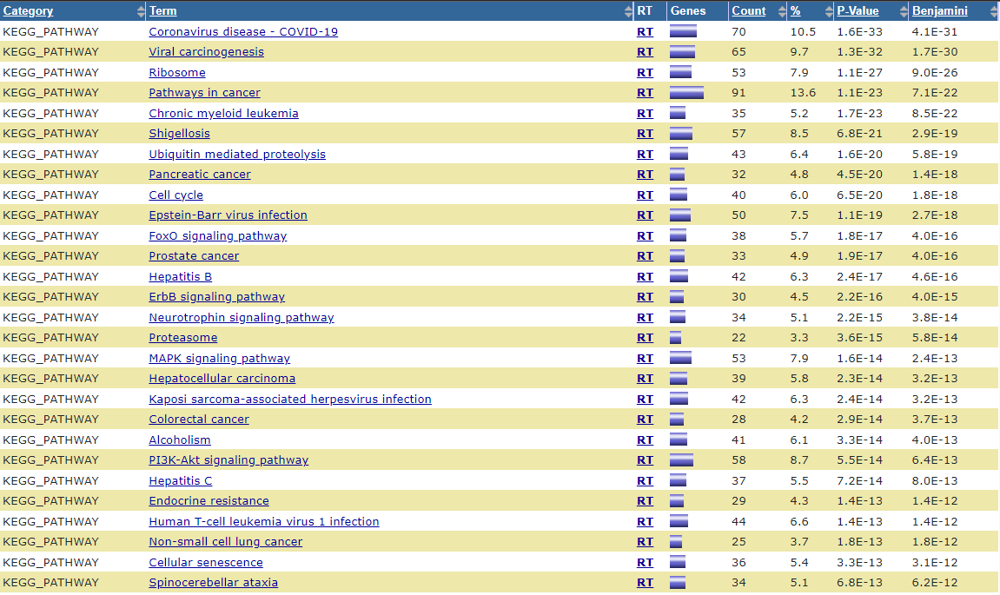 Category Term RT Genes Count % P-Value Benjamini
KEGG_PATHWAY Coronavirus disease - COVID-19 RT 70 10.5 1.6E-33 4.1E-31
KEGG_PATHWAY Viral carcinogenesis RT 65 9.7 1.3E-32 1.7E-30
KEGG_PATHWAY Ribosome RT 53 7.9 1.1E-27 9.0E-26
KEGG_PATHWAY Pathways in cancer RT 91 13.6 1.1E-23 7.1E-22
KEGG_PATHWAY Chronic myeloid leukemia RT 35 5.2 1.7E-23 8.5E-22
KEGG_PATHWAY Shigellosis RT 57 8.5 6.8E-21 2.9E-19
KEGG_PATHWAY Ubiquitin mediated proteolysis RT 43 6.4 1.6E-20 5.8E-19
KEGG_PATHWAY Pancreatic cancer RT 32 4.8 4.5E-20 1.4E-18
KEGG_PATHWAY Cell cycle RT 40 6.0 6.5E-20 1.8E-18
KEGG_PATHWAY Epstein-Barr virus infection RT 50 7.5 1.1E-19 2.7E-18
KEGG_PATHWAY FoxO signaling pathway RT 38 5.7 1.8E-17 4.0E-16
KEGG_PATHWAY Prostate cancer RT 33 4.9 1.9E-17 4.0E-16
KEGG_PATHWAY Hepatitis B RT 42 6.3 2.4E-17 4.6E-16
KEGG_PATHWAY ErbB signaling pathway RT 30 4.5 2.2E-16 4.0E-15
KEGG_PATHWAY Neurotrophin signaling pathway RT 34 5.1 2.2E-15 3.8E-14
KEGG_PATHWAY Proteasome RT 22 3.3 3.6E-15 5.8E-14
KEGG_PATHWAY MAPK signaling pathway RT 53 7.9 1.6E-14 2.4E-13
KEGG_PATHWAY Hepatocellular carcinoma RT 39 5.8 2.3E-14 3.2E-13
KEGG_PATHWAY Kaposi sarcoma-associated herpesvirus infection RT 42 6.3 2.4E-14 3.2E-13
KEGG_PATHWAY Colorectal cancer RT 28 4.2 2.9E-14 3.7E-13
KEGG_PATHWAY Alcoholism RT 41 6.1 3.3E-14 4.0E-13
KEGG_PATHWAY PI3K-Akt signaling pathway RT 58 8.7 5.5E-14 6.4E-13
KEGG_PATHWAY Hepatitis C RT 37 5.5 7.2E-14 8.0E-13
KEGG_PATHWAY Endocrine resistance RT 29 4.3 1.4E-13 1.4E-12
KEGG_PATHWAY Human T-cell leukemia virus 1 infection RT 44 6.6 1.4E-13 1.4E-12
KEGG_PATHWAY Non-small cell lung cancer RT 25 3.7 1.8E-13 1.8E-12
KEGG_PATHWAY Cellular senescence RT 36 5.4 3.3E-13 3.1E-12
KEGG_PATHWAY Spinocerebellar ataxia RT 34 5.1 6.8E-13 6.2E-12